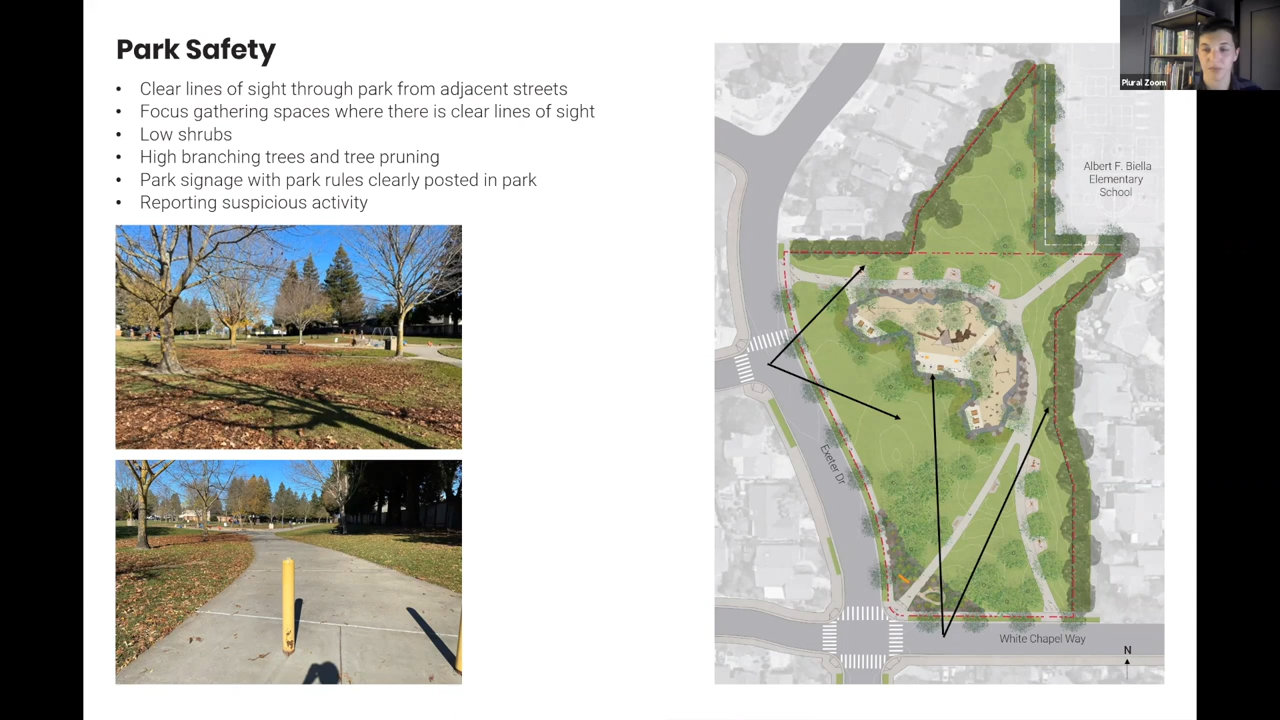 Park Safety
• Clear lines of sight through park from adjacent streets
• Focus gathering spaces where there is clear lines of sight
• Low shrubs
• High branching trees and tree pruning
• Park signage with park rules clearly posted in park
• Reporting suspicious activity
Plural Zoom
Albert F. Biella
Elementary
School
Exeter Dr
White Chapel Way
N